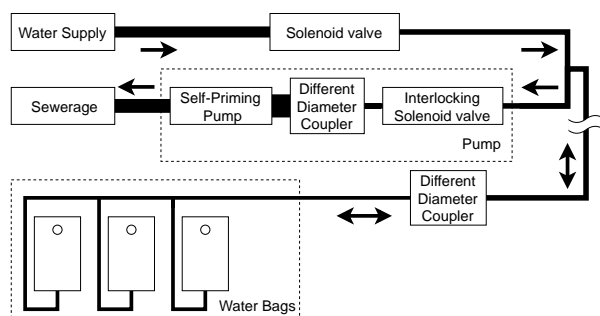 Water Supply
Solenoid valve
Sewerage
Self-Priming
Pump
Different
Diameter
Coupler
Interlocking
Solenoid valve
Pump
Different
Diameter
Coupler
Water Bags